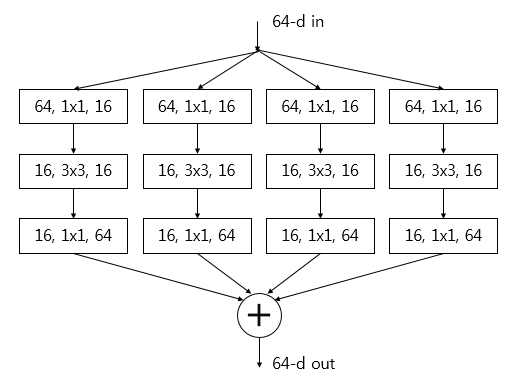 64-d in
64, 1x1, 16 64, 1x1, 16 64, 1x1, 16 64, 1x1, 16
16, 3x3, 16 16, 3x3, 16 16, 3x3, 16 16, 3x3, 16
16, 1x1, 64 16, 1x1, 64 16, 1x1, 64 16, 1x1, 64
+
64-d out